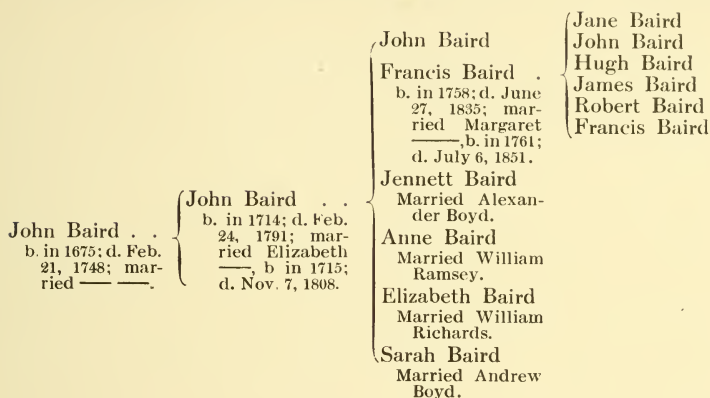 John Baird . .
b. in 1675; d. Feb.
21, 1748; mar-
ried —— ——.
John Baird . .
b. in 1714; d. Feb.
24, 1791; mar-
ried Elizabeth
——, b in 1715;
d. Nov. 7, 1808.
John Baird
Francis Baird .
b. in 1758; d. June
27, 1835; mar-
ried Margaret
———, b. in 1761;
d. July 6, 1851.
Jennett Baird
Married Alexan-
der Boyd.
Anne Baird
Married William
Ramsey.
Elizabeth Baird
Married William
Richards.
Sarah Baird
Married Andrew
Boyd.
Jane Baird
John Baird
Hugh Baird
James Baird
Robert Baird
Francis Baird